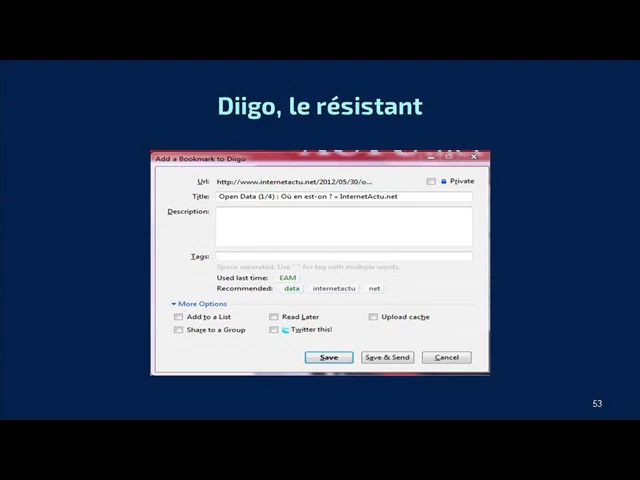 Diigo, le résistant
Add a Bookmark to Diigo
Url: http://www.internetactu.net/2012/05/30/o... Private
Title: Open Data (1/4) : Où en est-on ? « InternetActu.net
Description:
Tags:
Space separated. Use " " for tag with multiple words.
Used last time: EAM
Recommended: data internetactu net
More Options
Add to a List Read Later Upload cache
Share to a Group Twitter this!
Save Save & Send Cancel
53